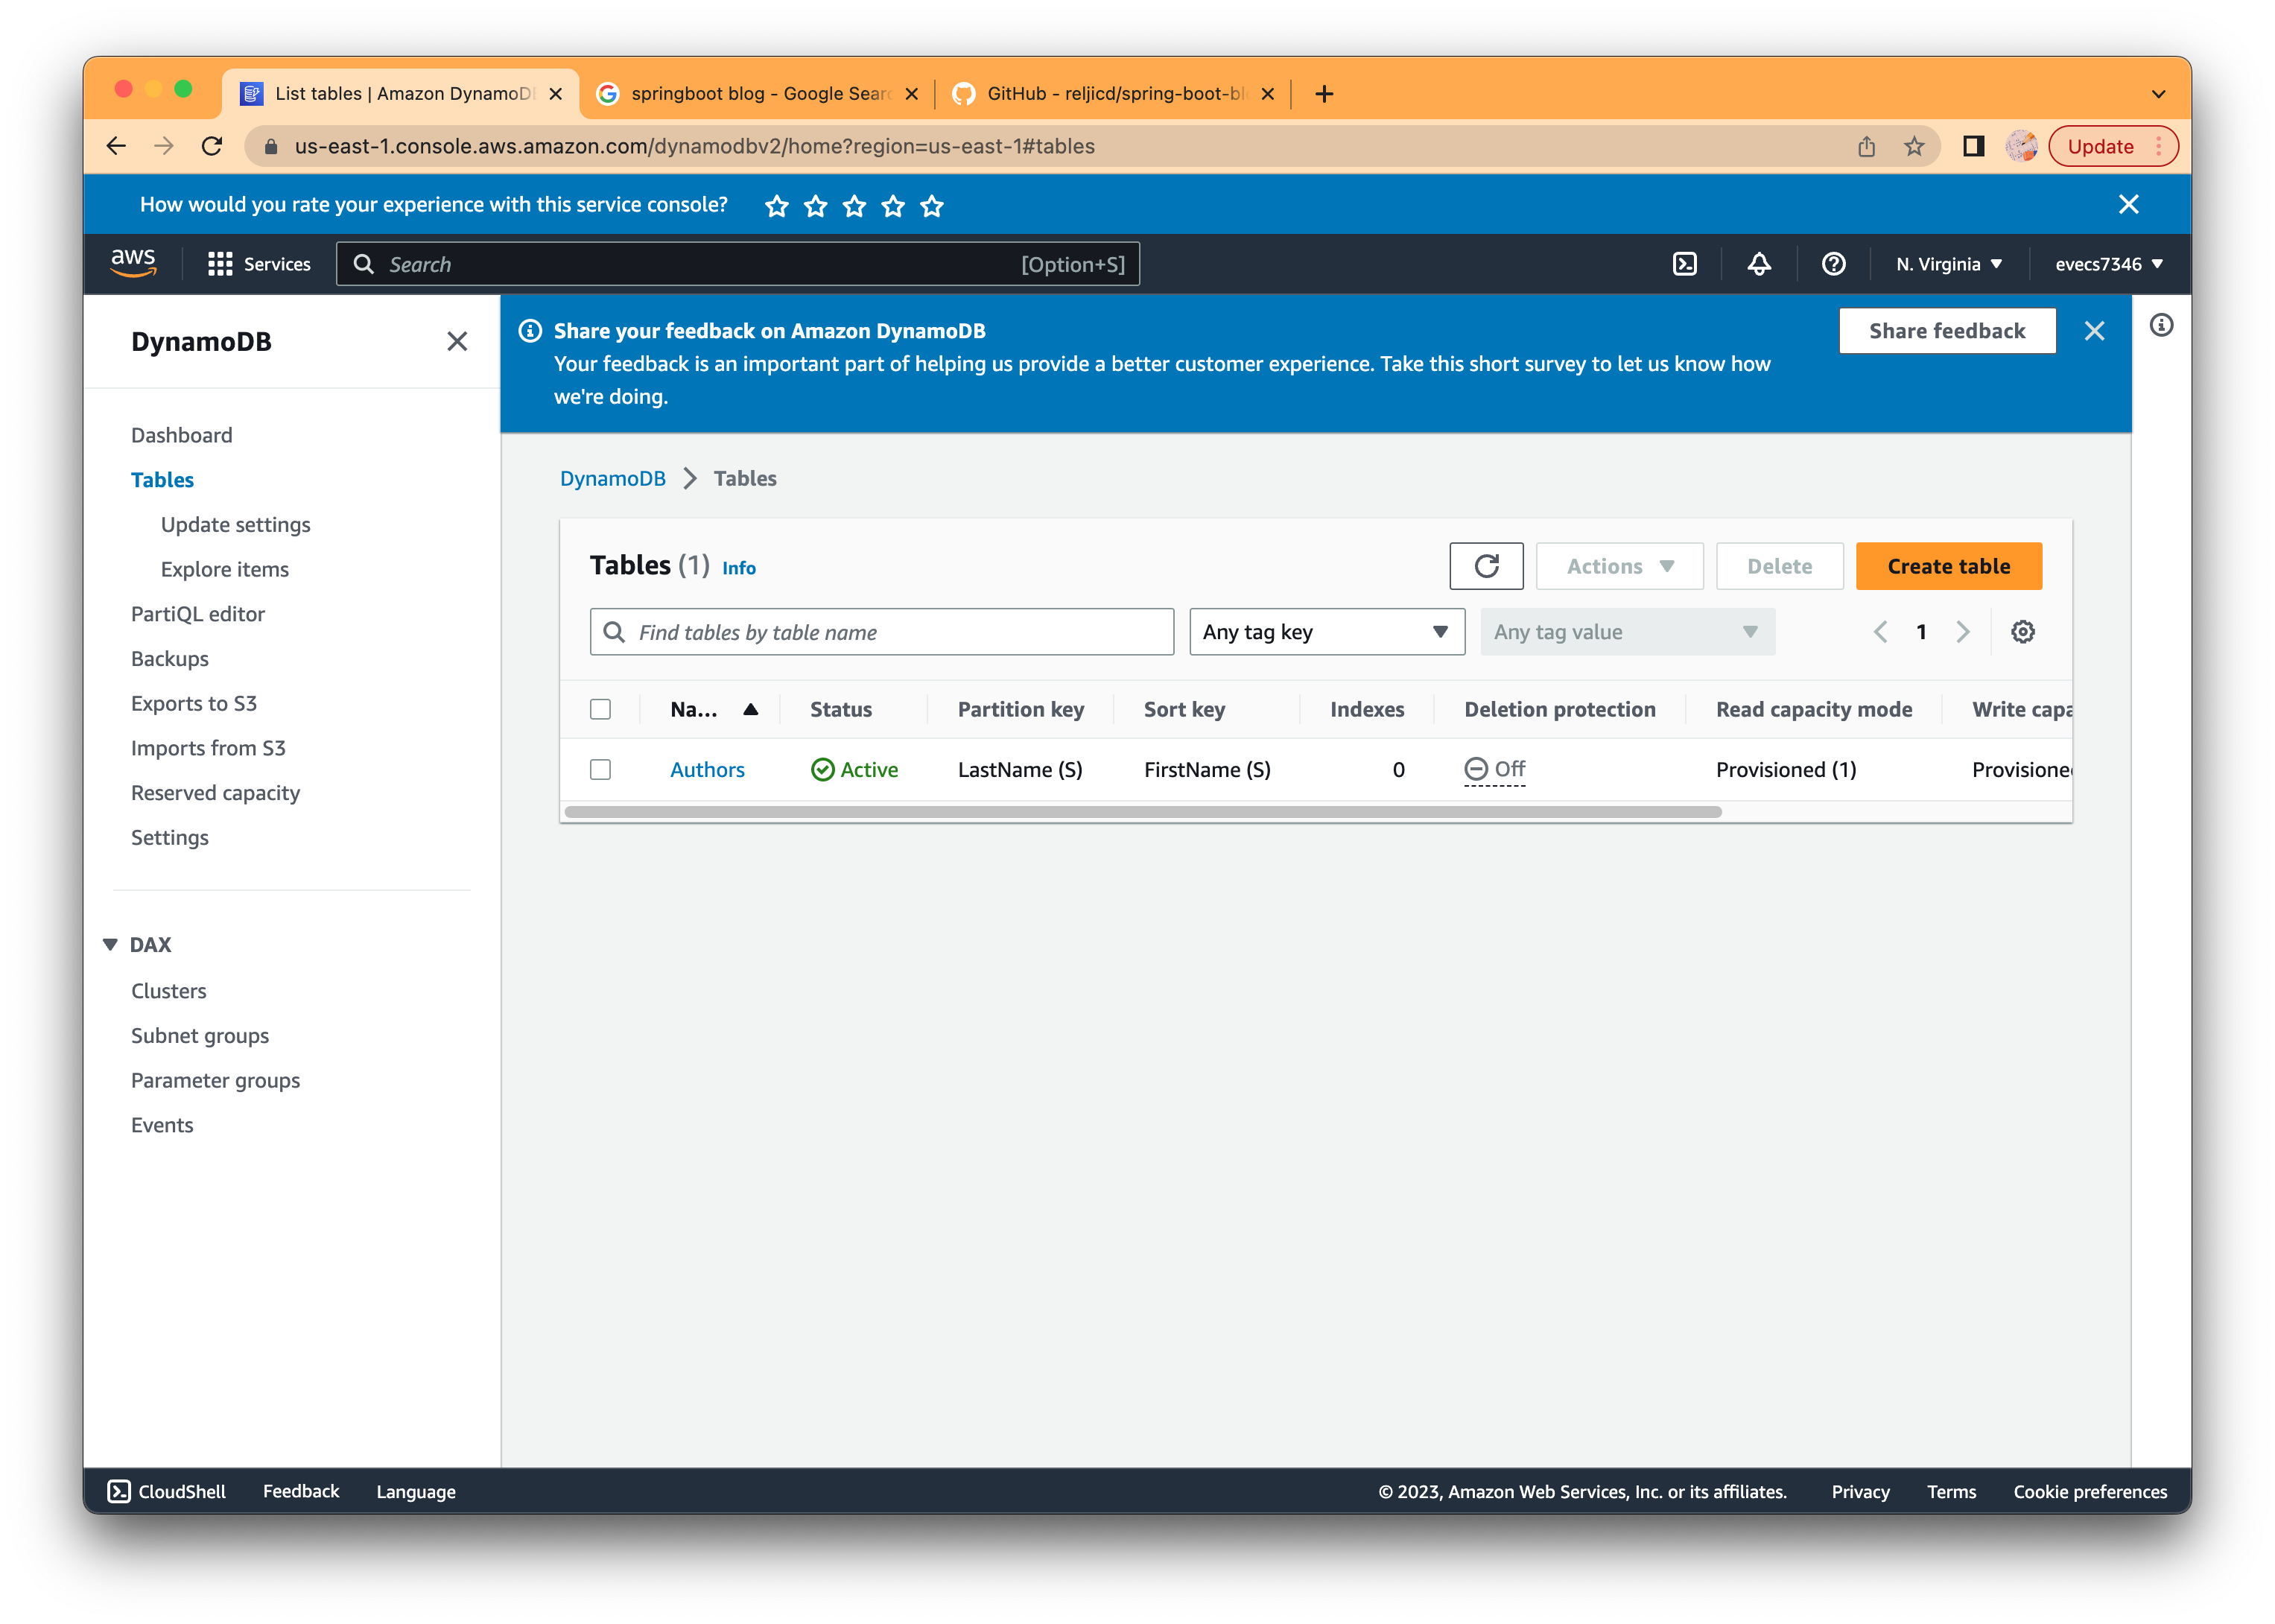 List tables | Amazon DynamoD
springboot blog - Google Sear
GitHub - reljicd/spring-boot-bl
us-east-1.console.aws.amazon.com/dynamodbv2/home?region=us-east-1#tables
Update
How would you rate your experience with this service console?
aws
Services
Search
[Option+S]
N. Virginia
evecs7346
DynamoDB
Dashboard
Tables
Update settings
Explore items
PartiQL editor
Backups
Exports to S3
Imports from S3
Reserved capacity
Settings
DAX
Clusters
Subnet groups
Parameter groups
Events
Share your feedback on Amazon DynamoDB
Your feedback is an important part of helping us provide a better customer experience. Take this short survey to let us know how
we're doing.
Share feedback
DynamoDB
Tables
Tables (1) Info
Actions
Delete
Create table
Find tables by table name
Any tag key
Any tag value
1
Na... Status Partition key Sort key Indexes Deletion protection Read capacity mode Write capa
Authors Active LastName (S) FirstName (S) 0 Off Provisioned (1) Provisione
CloudShell Feedback Language
© 2023, Amazon Web Services, Inc. or its affiliates. Privacy Terms Cookie preferences